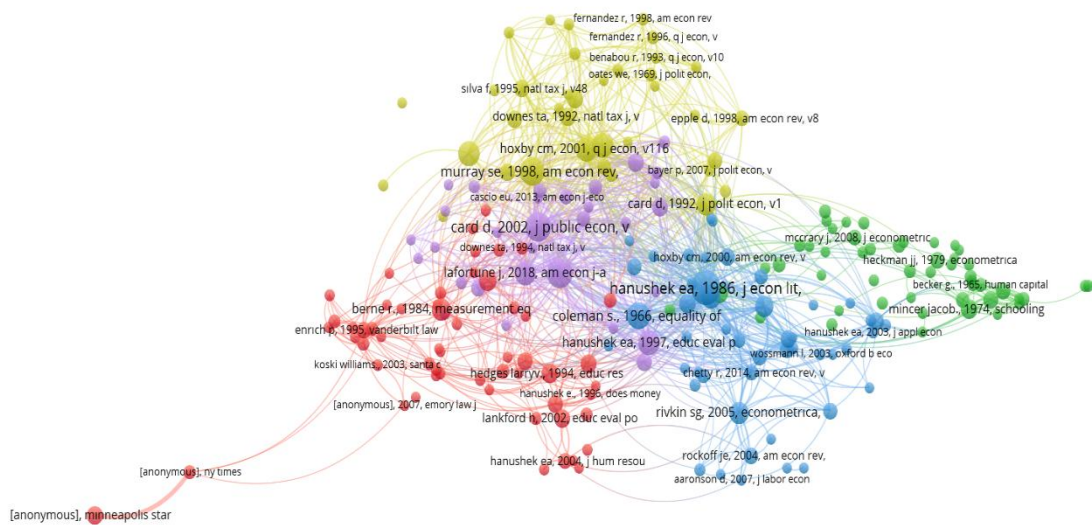 fernandez r, 1998, am econ rev
fernandez r, 1996, q j econ, v
benabou r, 1993, q j econ, v10
oates we, 1969, j polit econ,
silva f, 1995, natl tax j, v48
downes ta, 1992, natl tax j, v
epple d, 1998, am econ rev, v8
hoxby cm, 2001, q j econ, v116
murray se, 1998, am econ rev,
bayer p, 2007, j polit econ, v
cascio eu, 2013, am econ j-eco
card d, 1992, j polit econ, v1
card d, 2002, j public econ, v
mccrary j, 2008, j econometric
downes ta, 1994, natl tax j, v
hoxby cm, 2000, am econ rev, v
heckman jj, 1979, econometrica
lafortune j, 2018, am econ j-a
becker g., 1965, human capital
hanushek ea, 1986, j econ lit,
berne r., 1984, measurement eq
mincer jacob., 1974, schooling
coleman s., 1966, equality of
enrich p, 1995, vanderbilt law
hanushek ea, 2003, j appl econ
hanushek ea, 1997, educ eval p
wossmann l, 2003, oxford b eco
koski williams, 2003, santa c
hedges larryv., 1994, educ res
chetty r, 2014, am econ rev, v
hanushek e., 1996, does money
[anonymous], 2007, emory law j
lankford h, 2002, educ eval po
rivkin sg, 2005, econometrica,
hanushek ea, 2004, j hum resou
rockoff je, 2004, am econ rev,
[anonymous], ny times
aaronson d, 2007, j labor econ
[anonymous], minneapolis star